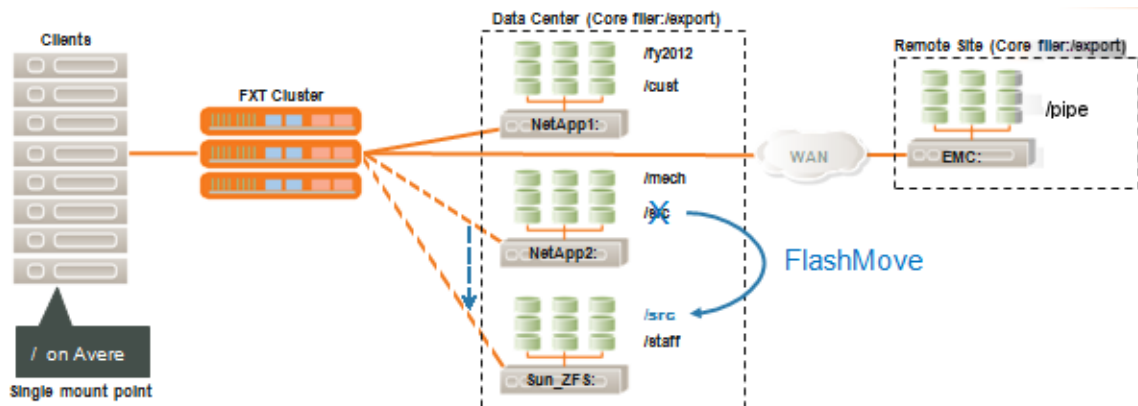 Data Center (Core filer:/export)
Clients
Remote Site (Core filer:/export)
/fy2012
FXT Cluster
/cust
/pipe
NetApp1:
WAN
EMC:
/mech
/src
NetApp2:
FlashMove
/src
/staff
/ on Avere
Sun_ZFS:
Single mount point